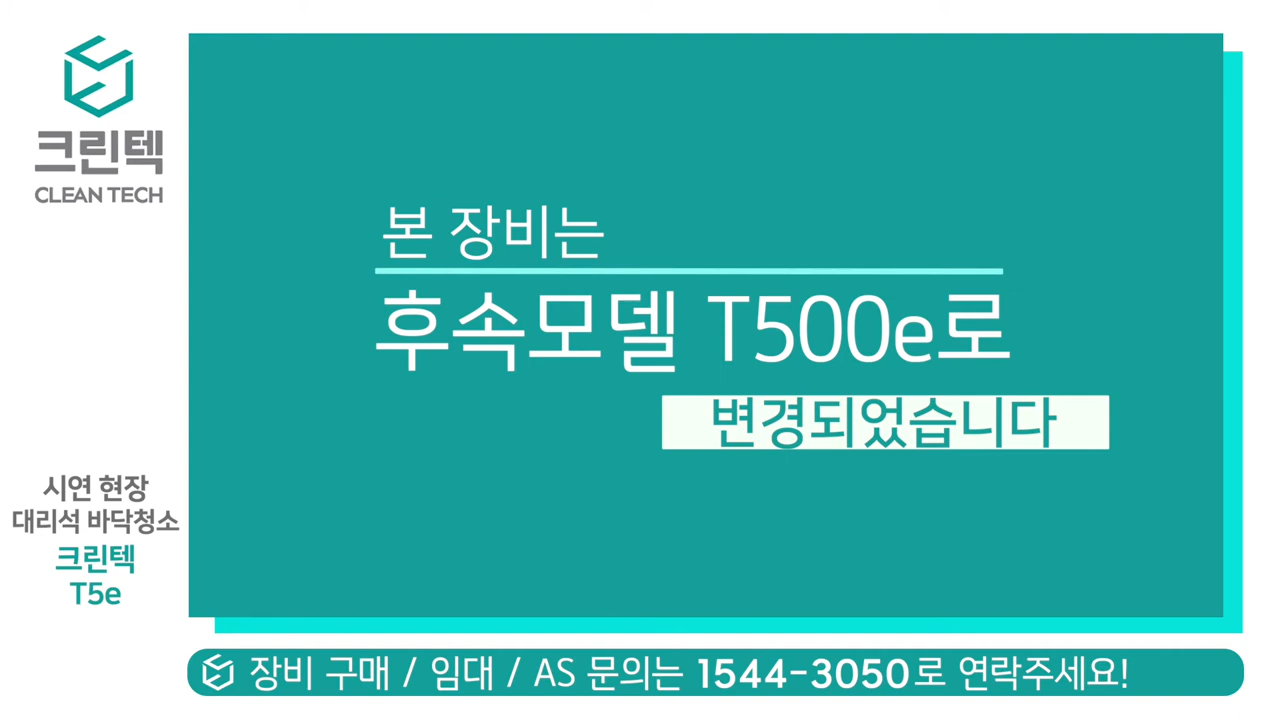 크린텍
CLEAN TECH
본 장비는
후속모델 T500e로
변경되었습니다
시연 현장
대리석 바닥청소
크린텍
T5e
장비 구매 / 임대 / AS 문의는 1544-3050로 연락주세요!